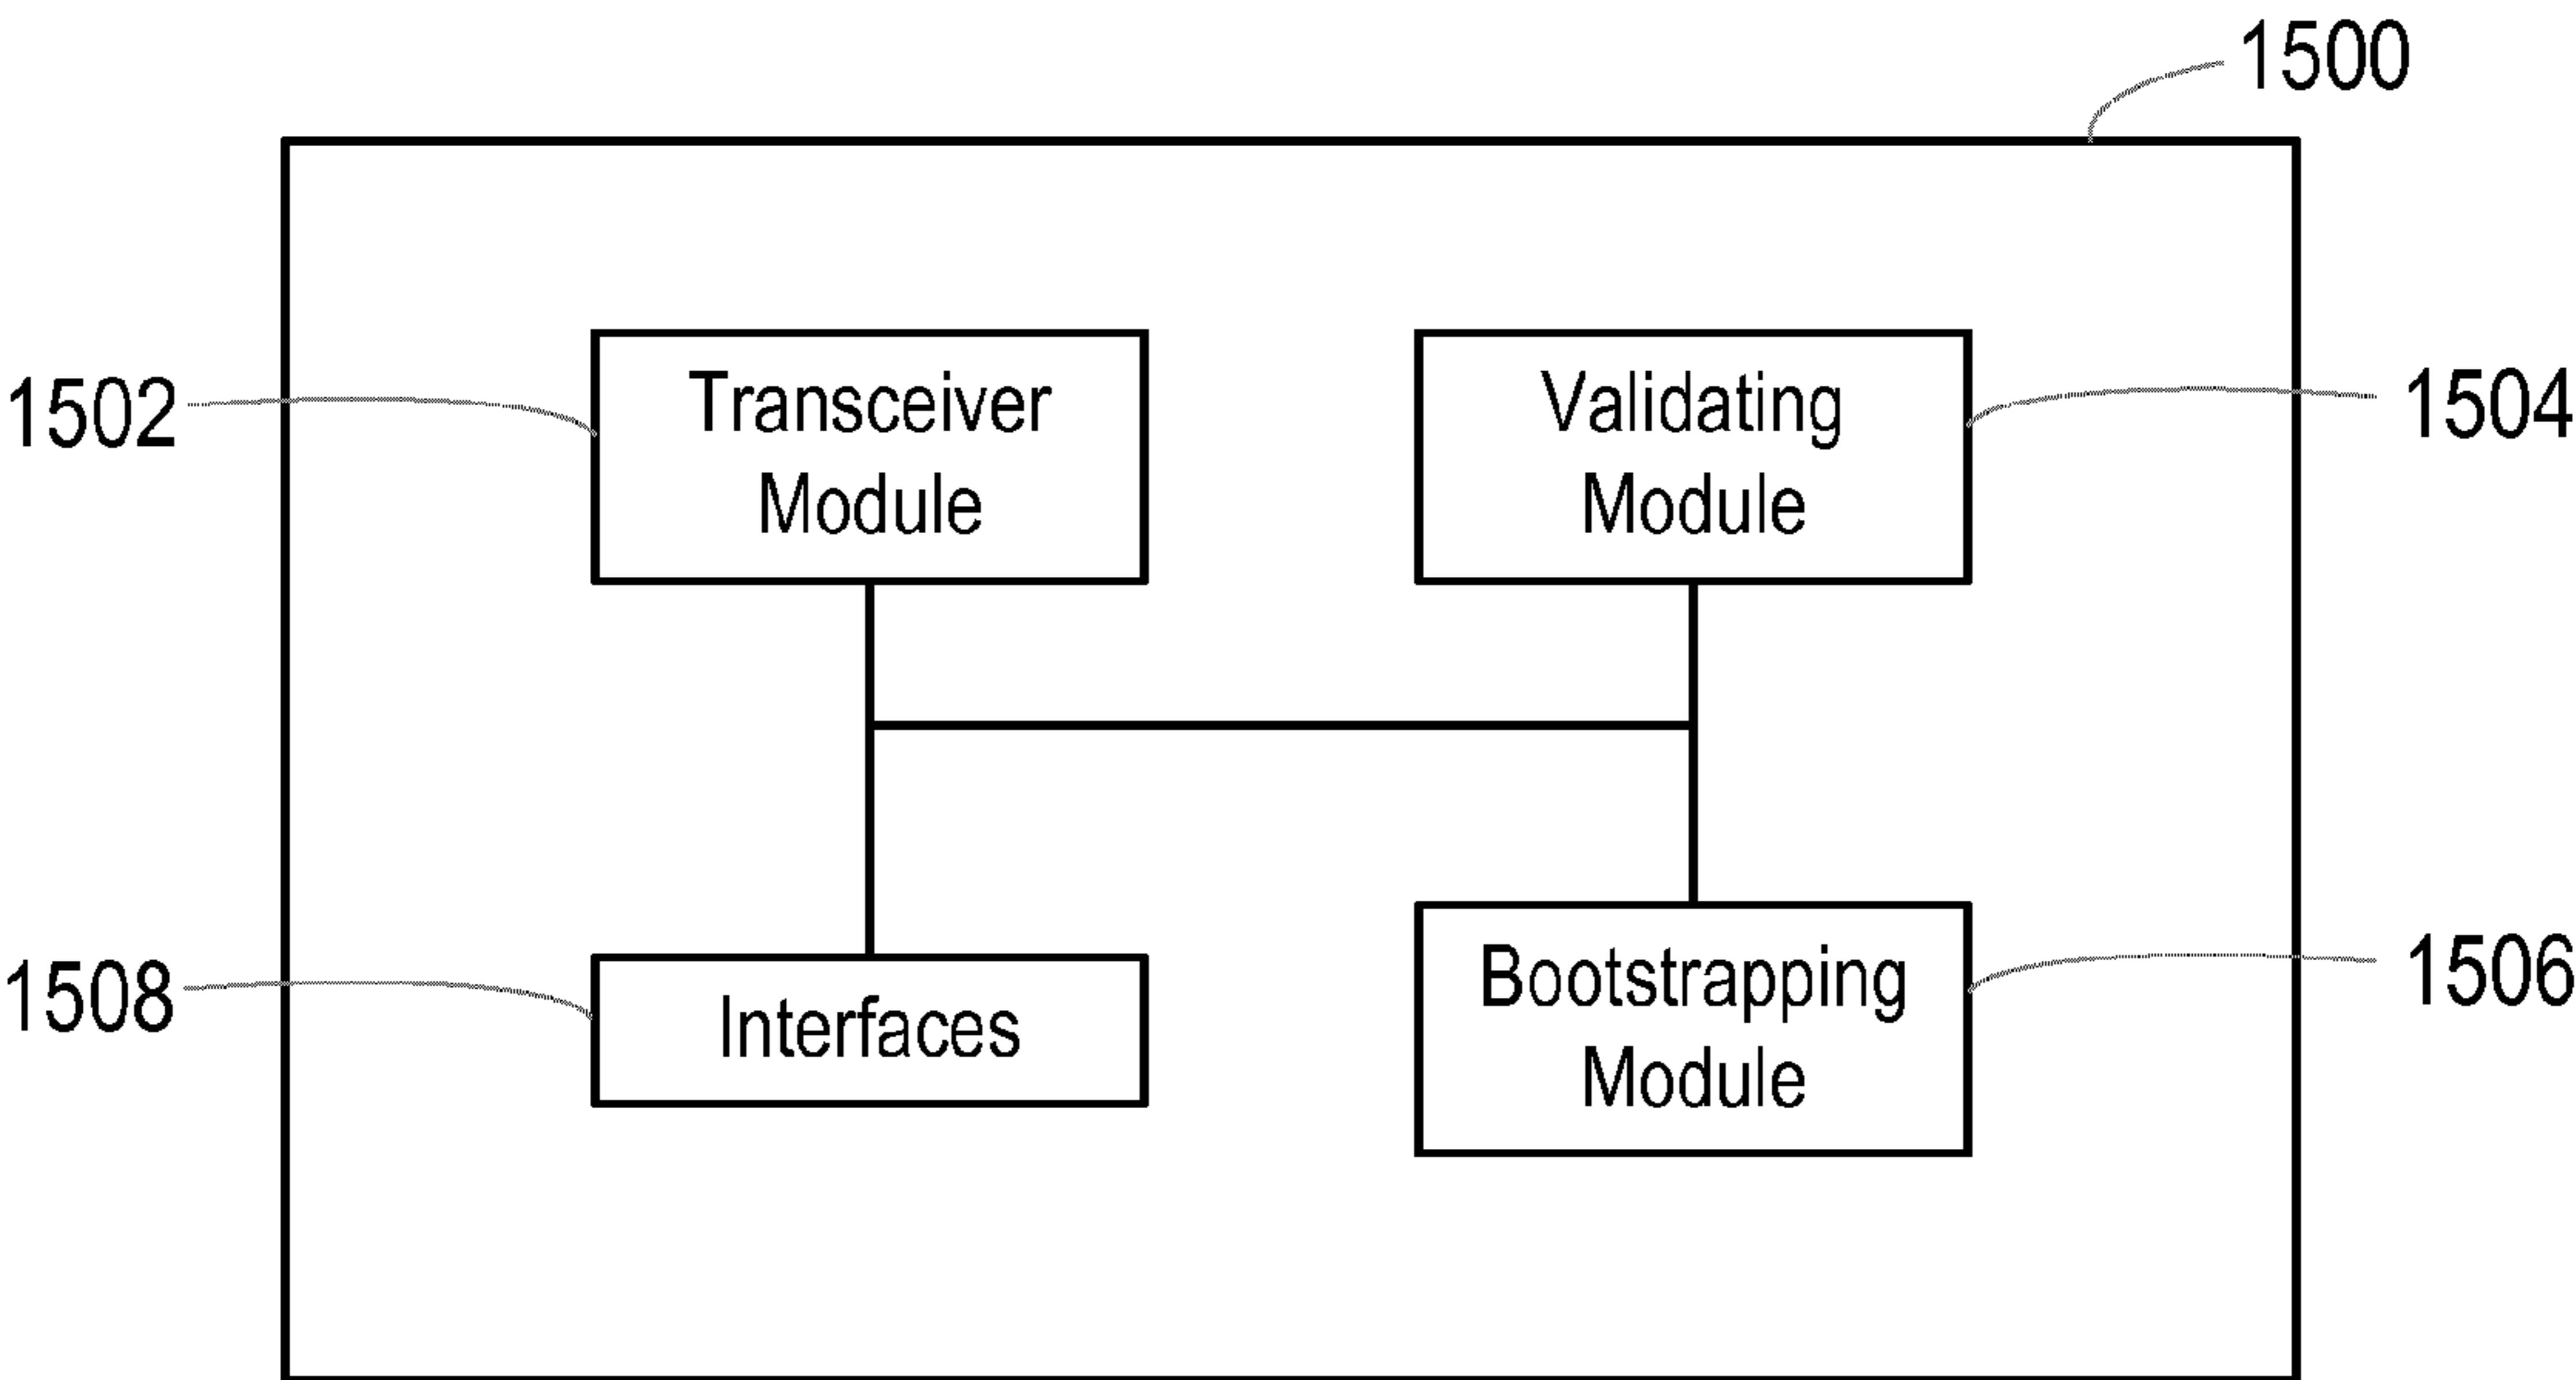 1500
1502
Transceiver
Module
Validating
Module
1504
1508
Interfaces
Bootstrapping
Module
1506